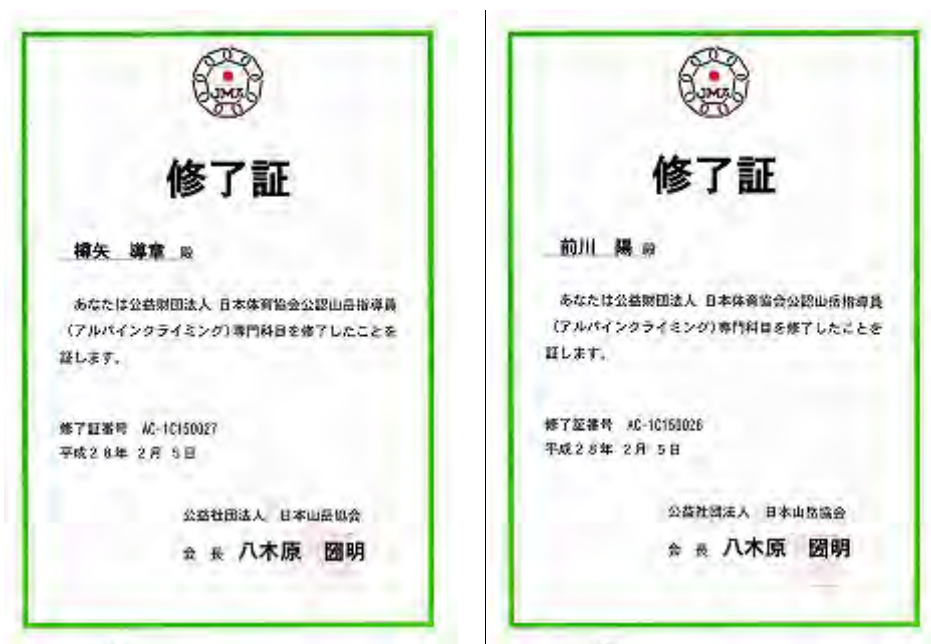 JMA
修了証
樽矢 導章 殿
あなたは公益財団法人 日本体育協会公認山岳指導員
(アルパインクライミング)専門科目を修了したことを
証します。
修了証番号 AC-1C150027
平成28年 2月 5日
公益社団法人 日本山岳協会
会 長 八木原 圀明
JMA
修了証
前川 陽 殿
あなたは公益財団法人 日本体育協会公認山岳指導員
(アルパインクライミング)専門科目を修了したことを
証します。
修了証番号 AC-1C150026
平成28年 2月 5日
公益社団法人 日本山岳協会
会 長 八木原 圀明